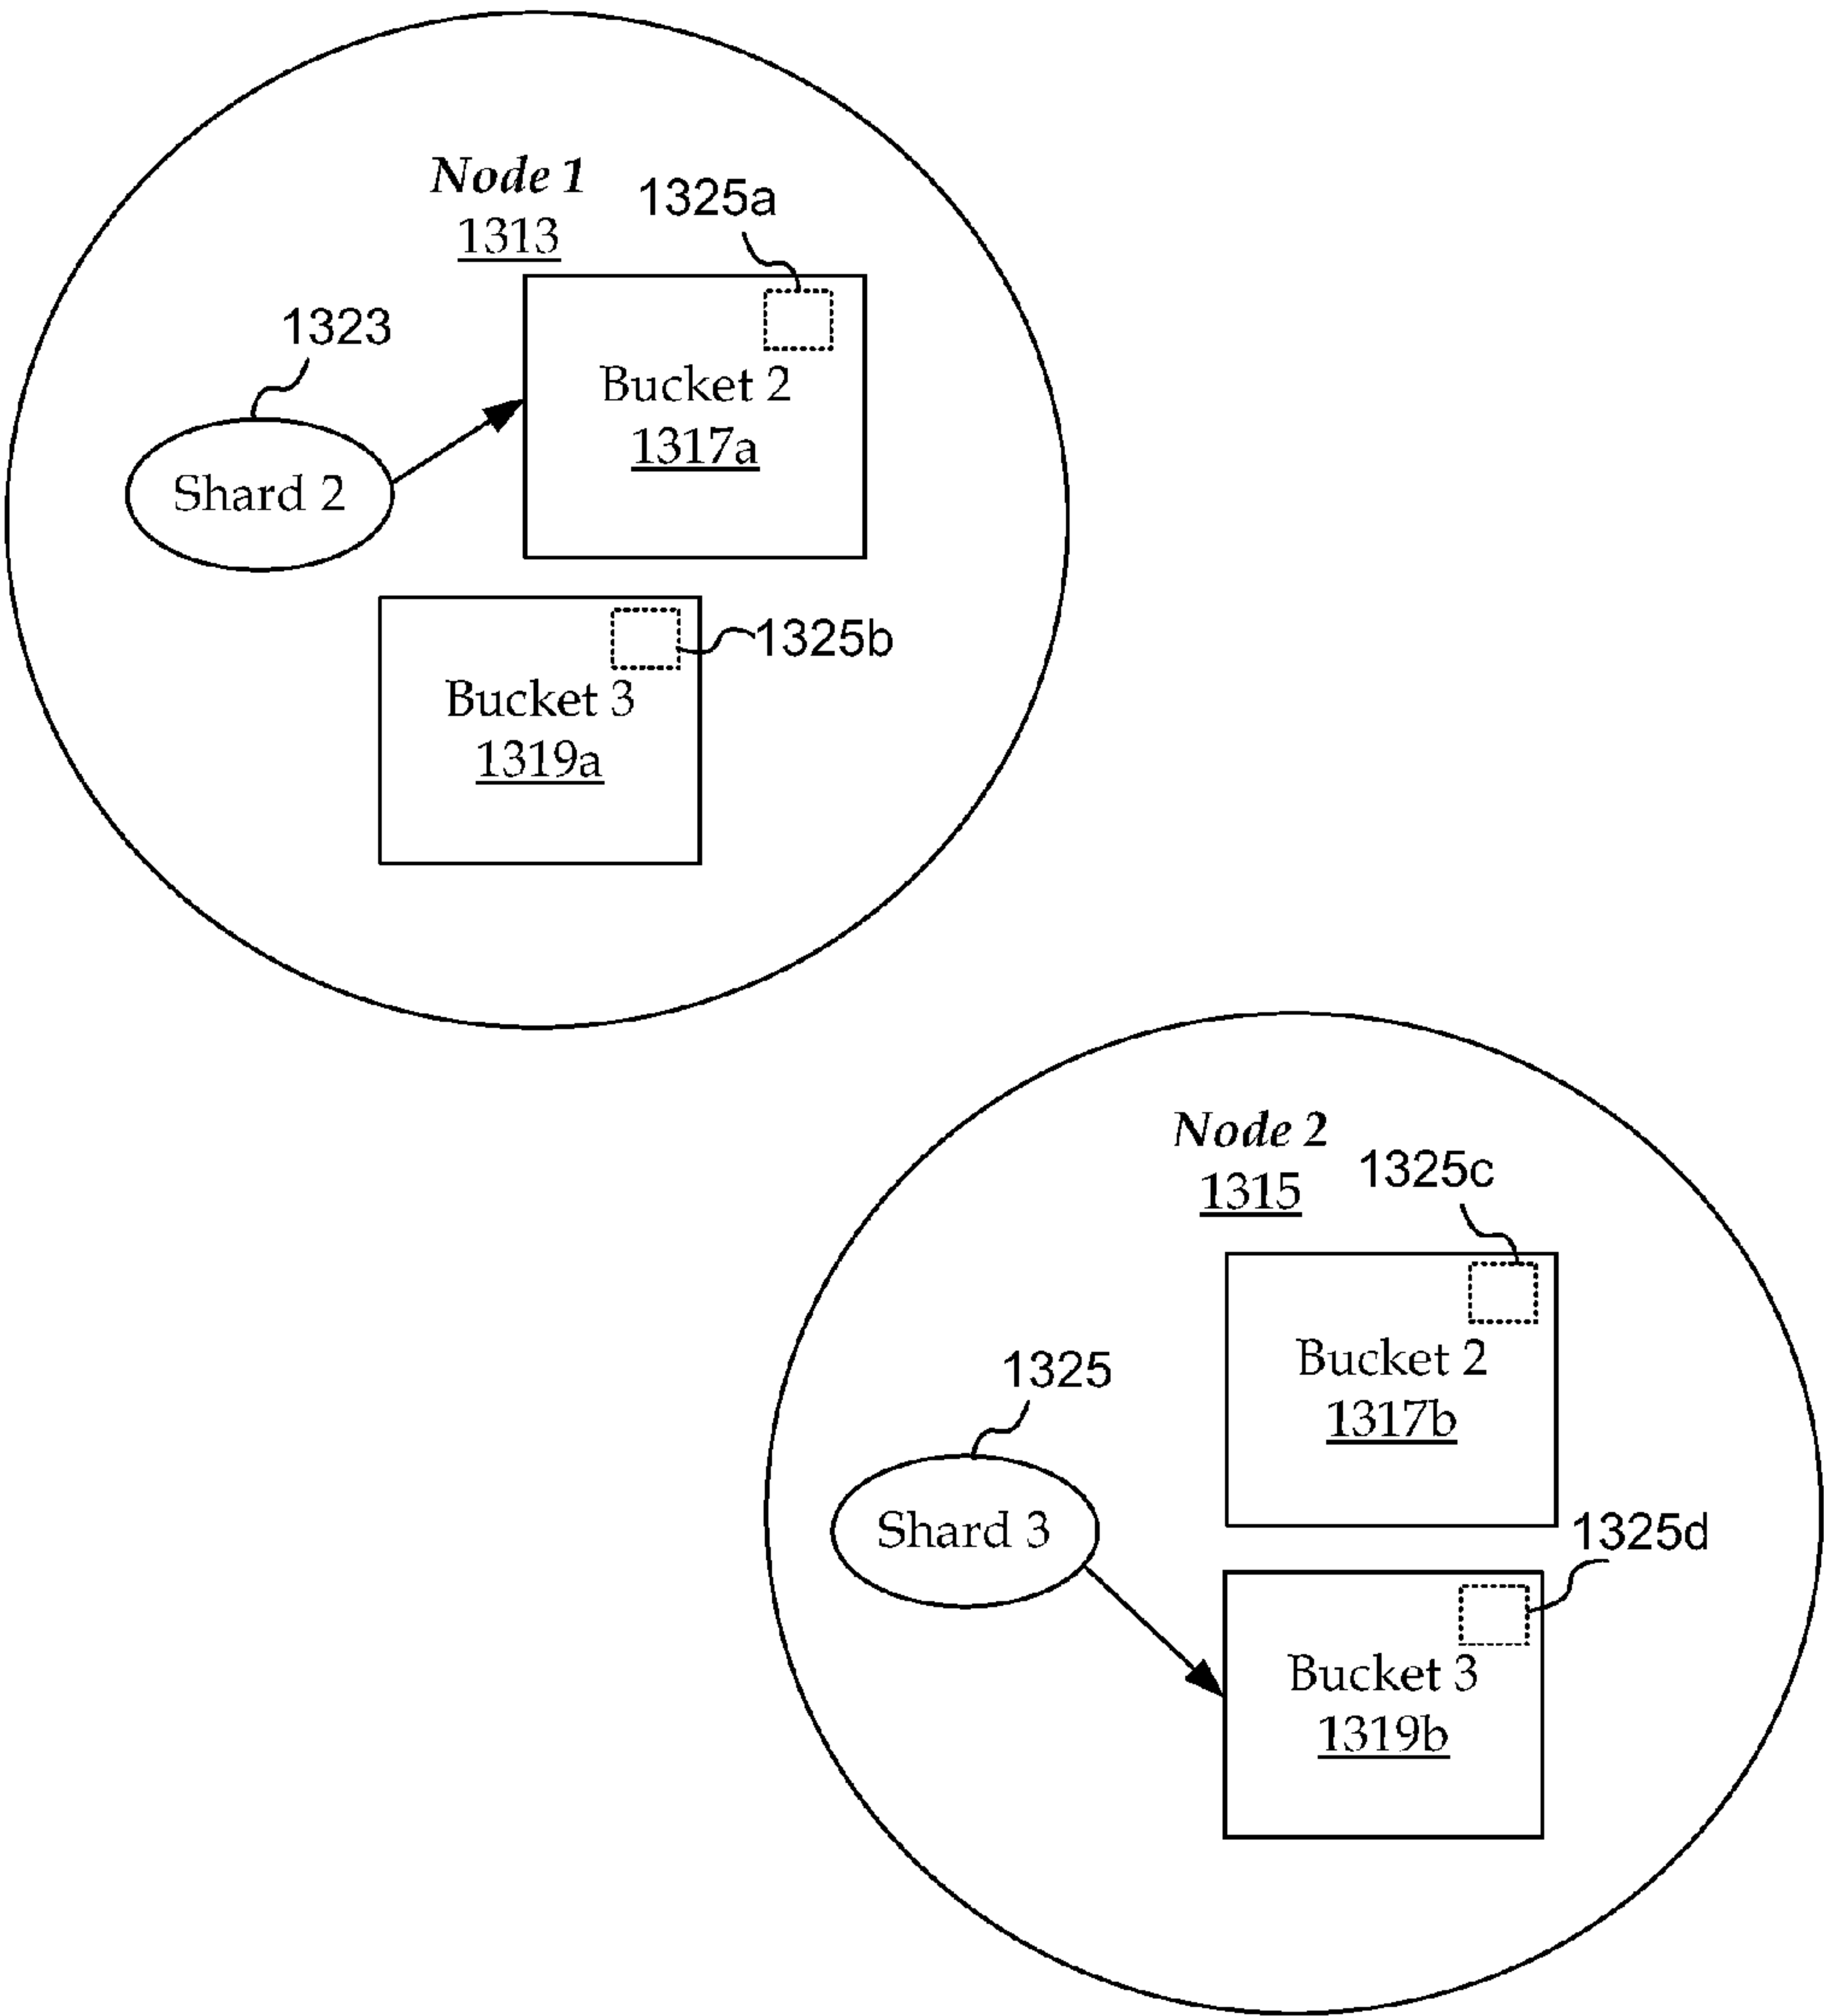 Node 1
1313
1325a
1323
Bucket 2
1317a
Shard 2
1325b
Bucket 3
1319a
Node 2
1315
1325c
1325
Bucket 2
1317b
Shard 3
1325d
Bucket 3
1319b